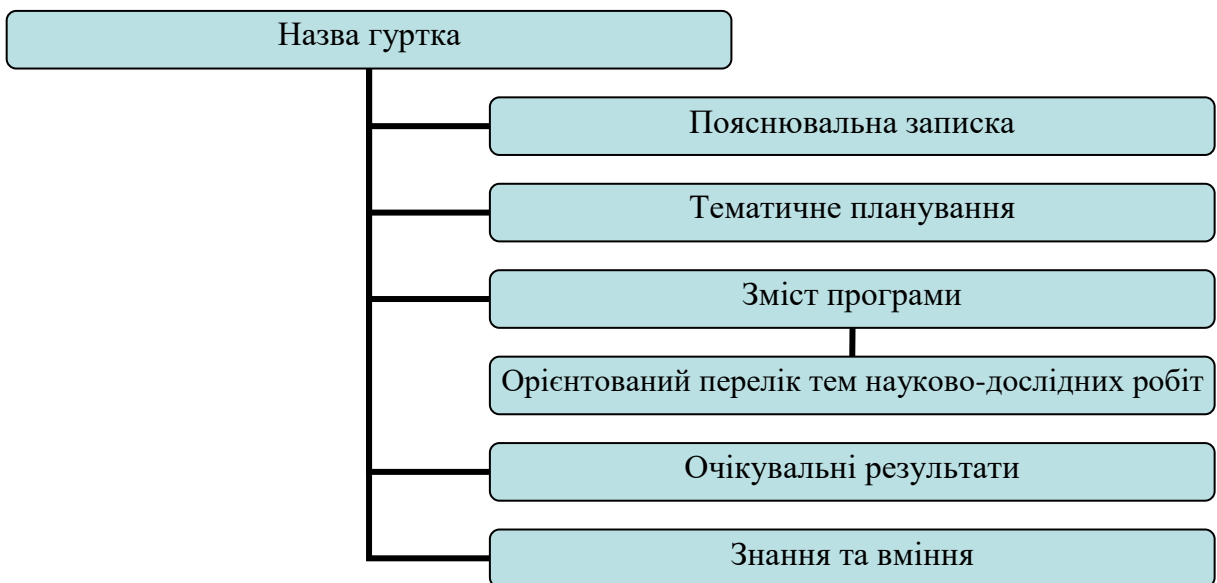 Назва гуртка
Пояснювальна записка
Тематичне планування
Зміст програми
Орієнтований перелік тем науково-дослідних робіт
Очікувальні результати
Знання та вміння